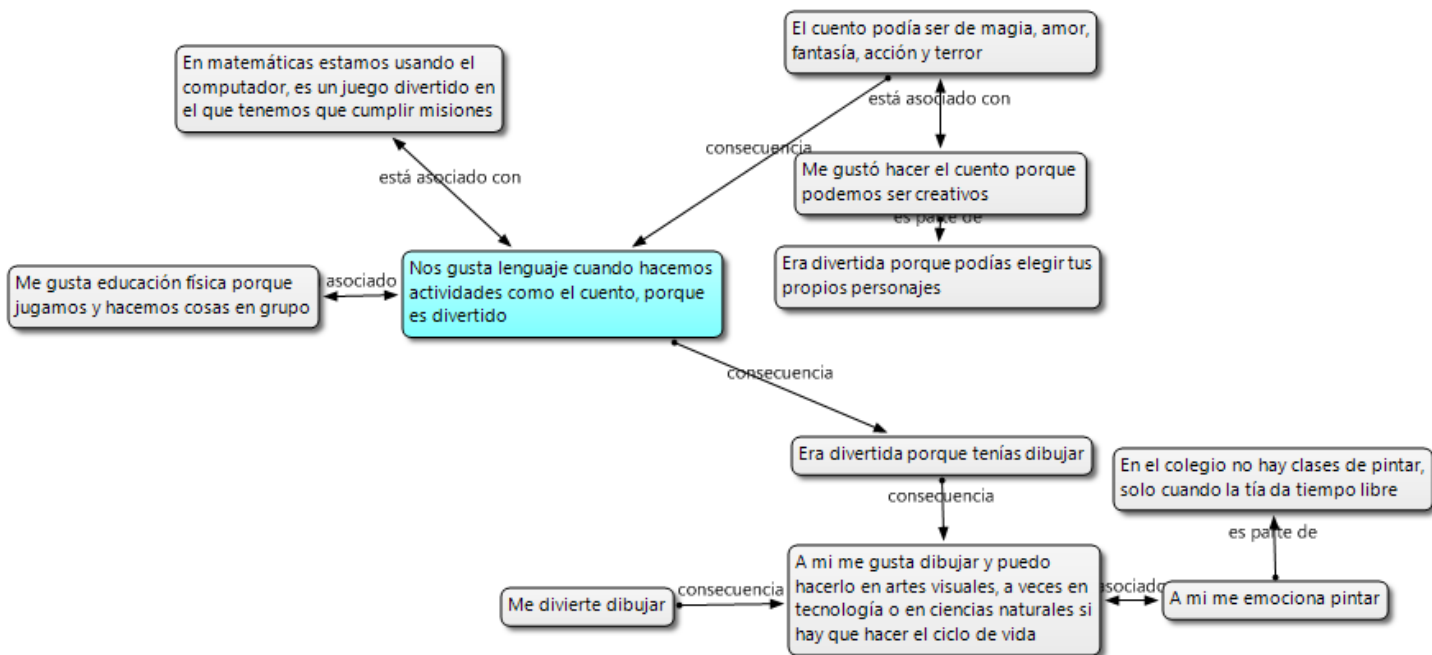 El cuento podía ser de magia, amor,
fantasía, acción y terror
En matemáticas estamos usando el
computador, es un juego divertido en
el que tenemos que cumplir misiones
está asociado con
consecuencia
Me gustó hacer el cuento porque
podemos ser creativos
está asociado con
es parte de
Nos gusta lenguaje cuando hacemos
actividades como el cuento, porque
es divertido
Era divertida porque podías elegir tus
propios personajes
Me gusta educación física porque
jugamos y hacemos cosas en grupo
asociado
consecuencia
Era divertida porque tenías dibujar
En el colegio no hay clases de pintar,
solo cuando la tía da tiempo libre
consecuencia
es parte de
A mi me gusta dibujar y puedo
hacerlo en artes visuales, a veces en
tecnología o en ciencias naturales si
hay que hacer el ciclo de vida
Me divierte dibujar
consecuencia
asociado
A mi me emociona pintar